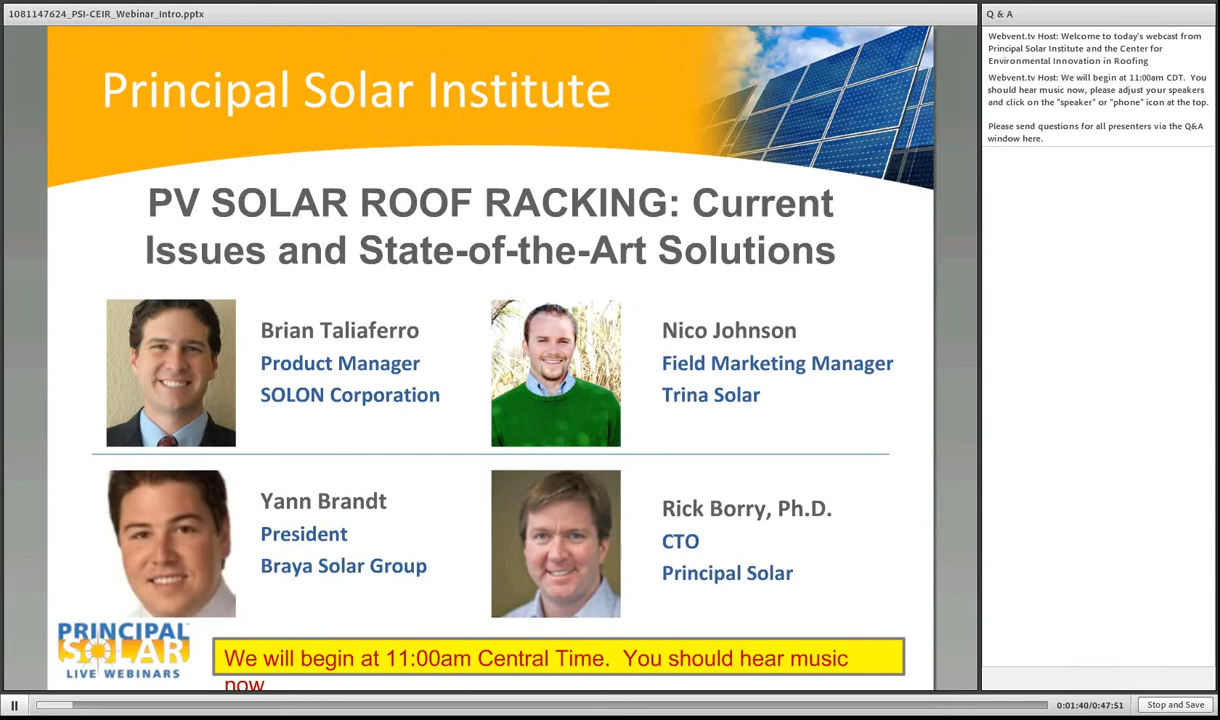 1081147624_PSI-CEIR_Webinar_Intro.pptx
Principal Solar Institute
PV SOLAR ROOF RACKING: Current
Issues and State-of-the-Art Solutions
Brian Taliaferro
Product Manager
SOLON Corporation
Nico Johnson
Field Marketing Manager
Trina Solar
Yann Brandt
President
Braya Solar Group
Rick Borry, Ph.D.
CTO
Principal Solar
PRINCIPAL
SOLAR
LIVE WEBINARS
We will begin at 11:00am Central Time.  You should hear music
now
Q & A
Webvent.tv Host: Welcome to today's webcast from
Principal Solar Institute and the Center for
Environmental Innovation in Roofing
Webvent.tv Host: We will begin at 11:00am CDT.  You
should hear music now, please adjust your speakers
and click on the "speaker" or "phone" icon at the top.
Please send questions for all presenters via the Q&A
window here.
0:01:40/0:47:51
Stop and Save